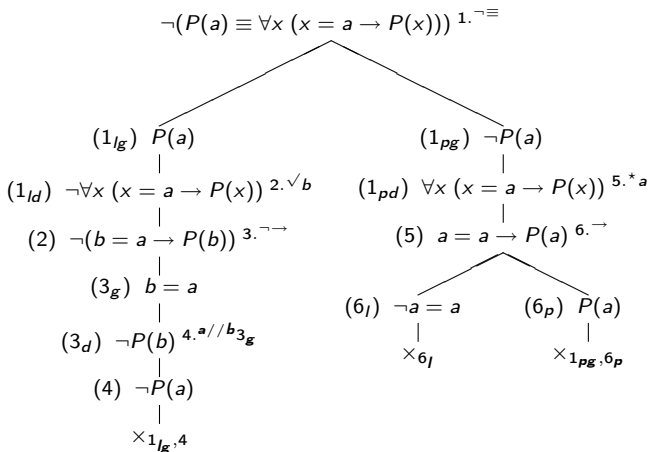 ¬(P(a) ≡ ∀x (x = a → P(x))) 1.¬≡
(1lg) P(a)
(1ld) ¬∀x (x = a → P(x)) 2.√b
(2) ¬(b = a → P(b)) 3.¬→
(3g) b = a
(3d) ¬P(b) 4.a//b3g
(4) ¬P(a)
×1lg,4
(1pg) ¬P(a)
(1pd) ∀x (x = a → P(x)) 5.*a
(5) a = a → P(a) 6.→
(6l) ¬a = a
×6l
(6p) P(a)
×1pg,6p